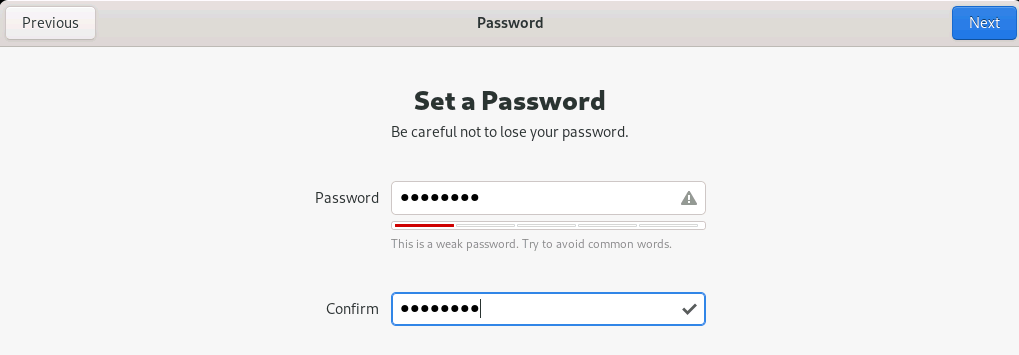 Previous
Password
Next
Set a Password
Be careful not to lose your password.
Password ●●●●●●●●
This is a weak password. Try to avoid common words.
Confirm ●●●●●●●●